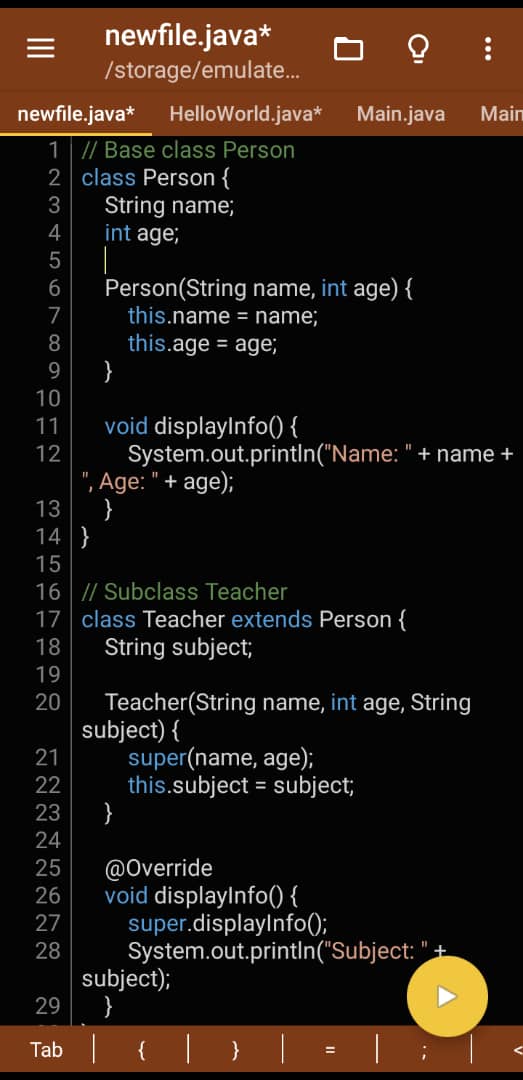 newfile.java*
/storage/emulate...
newfile.java* HelloWorld.java* Main.java Main
1 // Base class Person
2 class Person {
3 String name;
4 int age;
5
6 Person(String name, int age) {
7 this.name = name;
8 this.age = age;
9 }
10
11 void displayInfo() {
12 System.out.println("Name: " + name +
", Age: " + age);
13 }
14 }
15
16 // Subclass Teacher
17 class Teacher extends Person {
18 String subject;
19
20 Teacher(String name, int age, String
subject) {
21 super(name, age);
22 this.subject = subject;
23 }
24
25 @Override
26 void displayInfo() {
27 super.displayInfo();
28 System.out.println("Subject: " +
subject);
29 }
Tab { } = ; <